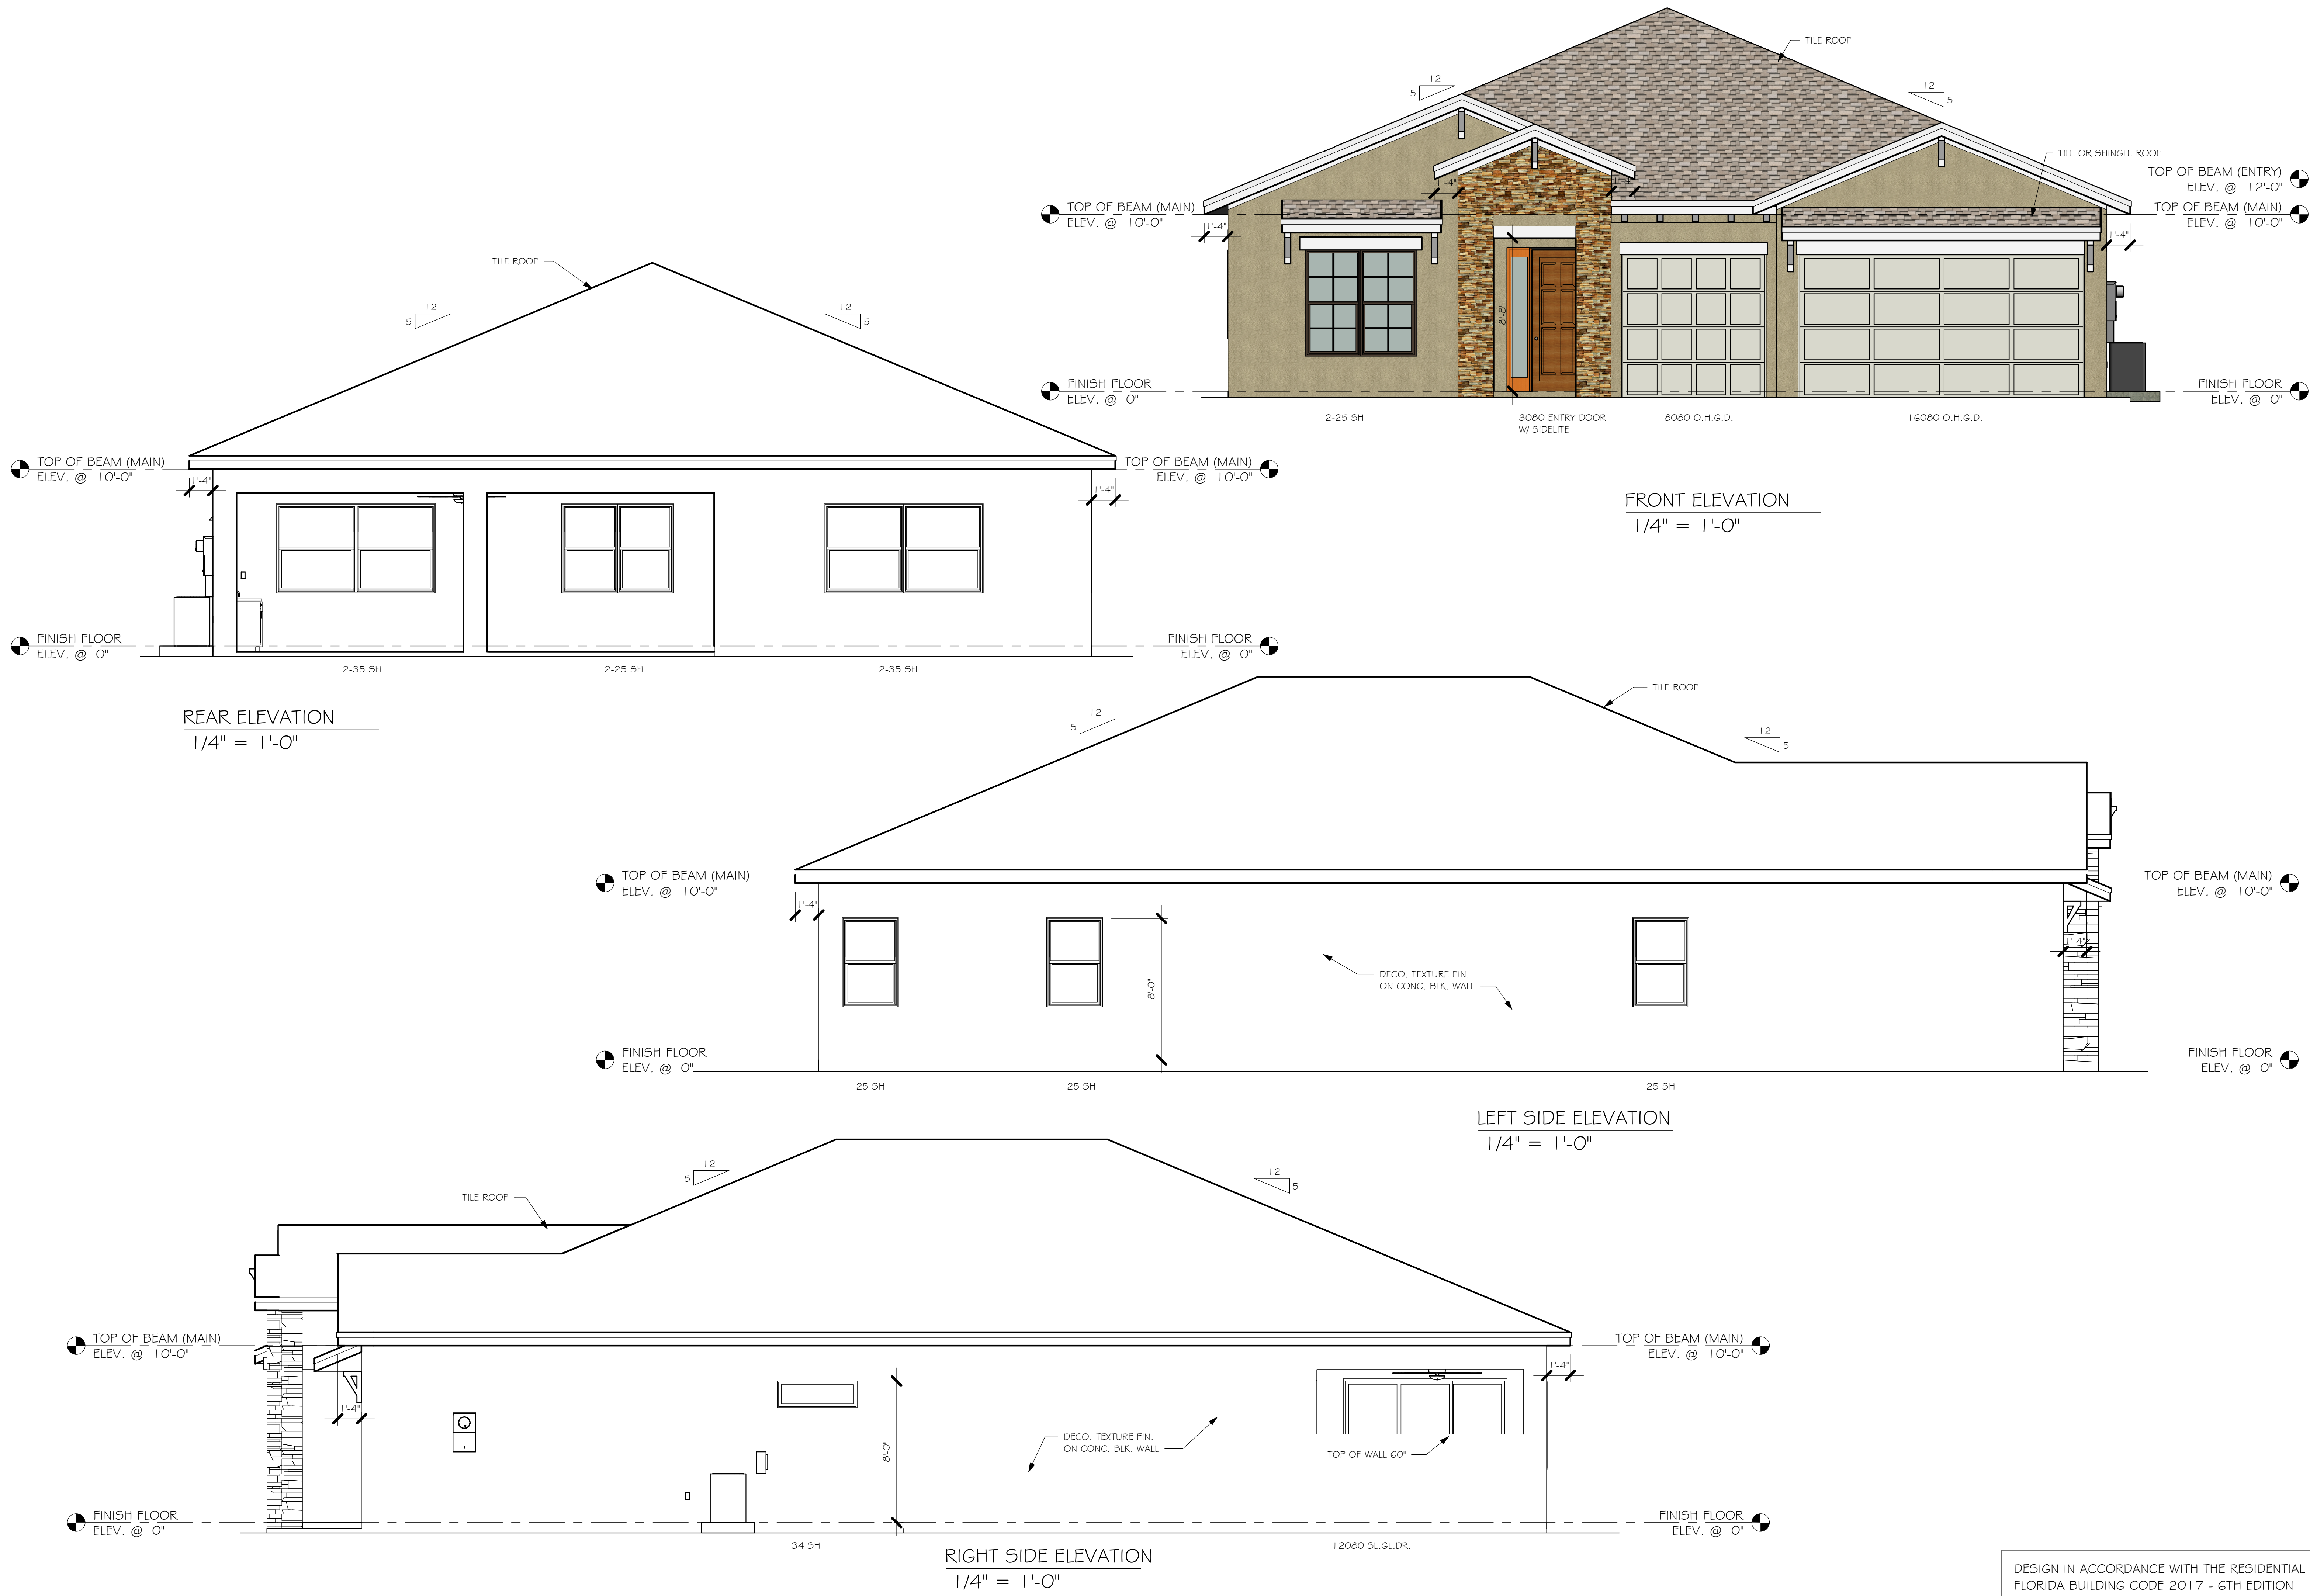 TILE ROOF
12
5
12
5
TILE OR SHINGLE ROOF
TOP OF BEAM (ENTRY)
ELEV. @ 12'-0"
TOP OF BEAM (MAIN)
ELEV. @ 10'-0"
TOP OF BEAM (MAIN)
ELEV. @ 10'-0"
1'-4"
1'-4"
1'-4"
1'-4"
8'-8"
FINISH FLOOR
ELEV. @ 0"
FINISH FLOOR
ELEV. @ 0"
2-25 SH
3080 ENTRY DOOR
W/ SIDELITE
8080 O.H.G.D.
16080 O.H.G.D.
FRONT ELEVATION
1/4" = 1'-0"
TILE ROOF
12
5
12
5
TOP OF BEAM (MAIN)
ELEV. @ 10'-0"
TOP OF BEAM (MAIN)
ELEV. @ 10'-0"
1'-4"
1'-4"
FINISH FLOOR
ELEV. @ 0"
FINISH FLOOR
ELEV. @ 0"
2-35 SH
2-25 SH
2-35 SH
REAR ELEVATION
1/4" = 1'-0"
TILE ROOF
12
5
12
5
TOP OF BEAM (MAIN)
ELEV. @ 10'-0"
TOP OF BEAM (MAIN)
ELEV. @ 10'-0"
1'-4"
1'-4"
8'-0"
DECO. TEXTURE FIN.
ON CONC. BLK. WALL
FINISH FLOOR
ELEV. @ 0"
FINISH FLOOR
ELEV. @ 0"
25 SH
25 SH
25 SH
LEFT SIDE ELEVATION
1/4" = 1'-0"
12
5
12
5
TILE ROOF
TOP OF BEAM (MAIN)
ELEV. @ 10'-0"
TOP OF BEAM (MAIN)
ELEV. @ 10'-0"
1'-4"
1'-4"
8'-0"
DECO. TEXTURE FIN.
ON CONC. BLK. WALL
TOP OF WALL 60"
FINISH FLOOR
ELEV. @ 0"
FINISH FLOOR
ELEV. @ 0"
34 SH
12080 SL.GL.DR.
RIGHT SIDE ELEVATION
1/4" = 1'-0"
DESIGN IN ACCORDANCE WITH THE RESIDENTIAL
FLORIDA BUILDING CODE 2017 - 6TH EDITION